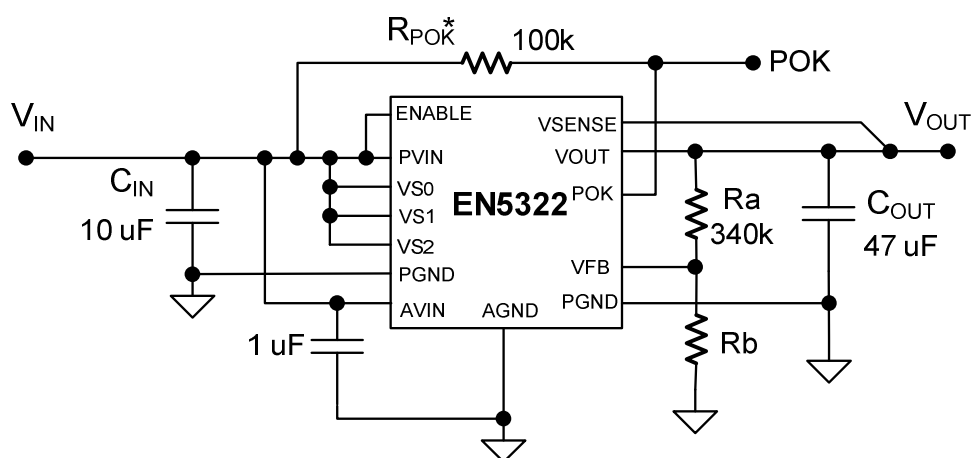 R_POK* 100k
POK
V_IN
C_IN
10 uF
1 uF
ENABLE
PVIN
VS0
VS1
VS2
PGND
AVIN
EN5322
AGND
VSENSE
VOUT
POK
VFB
PGND
Ra
340k
Rb
V_OUT
C_OUT
47 uF